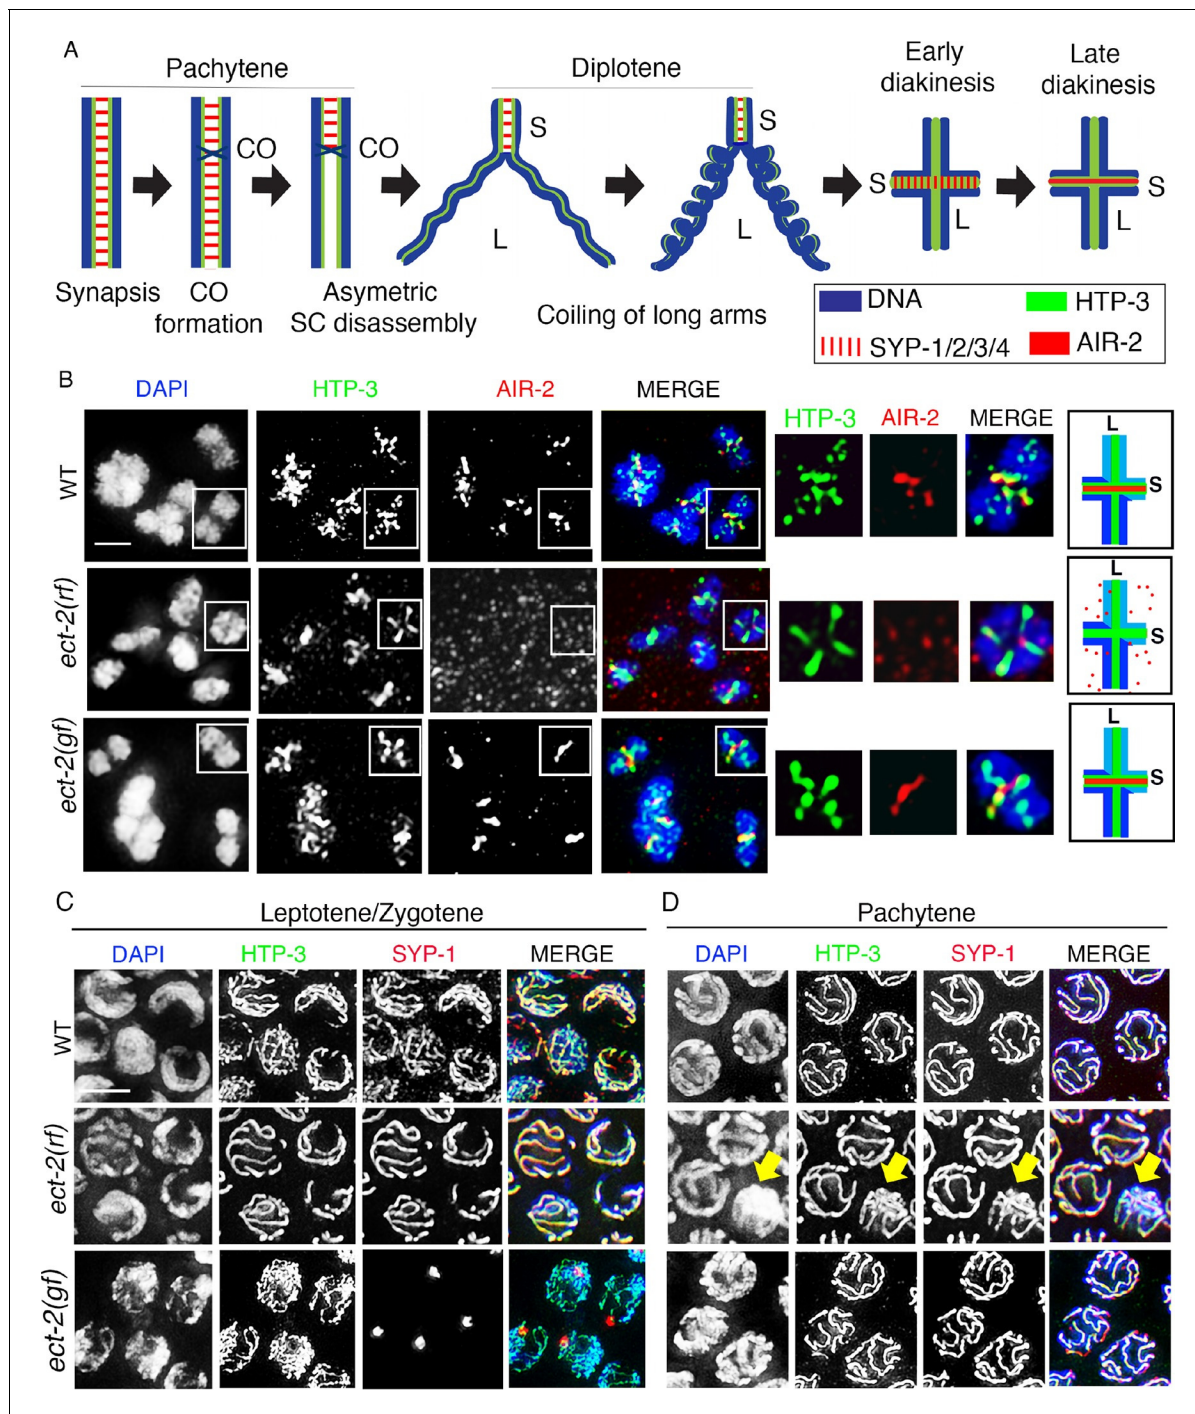 A
Pachytene
Diplotene
Early
diakinesis
Late
diakinesis
CO
CO
S
L
S
L
S
L
S
L
Synapsis
CO
formation
Asymetric
SC disassembly
Coiling of long arms
DNA
HTP-3
SYP-1/2/3/4
AIR-2
B
DAPI
HTP-3
AIR-2
MERGE
HTP-3
AIR-2
MERGE
WT
L
S
ect-2(rf)
L
S
ect-2(gf)
L
S
C
Leptotene/Zygotene
DAPI
HTP-3
SYP-1
MERGE
WT
ect-2(rf)
ect-2(gf)
D
Pachytene
DAPI
HTP-3
SYP-1
MERGE